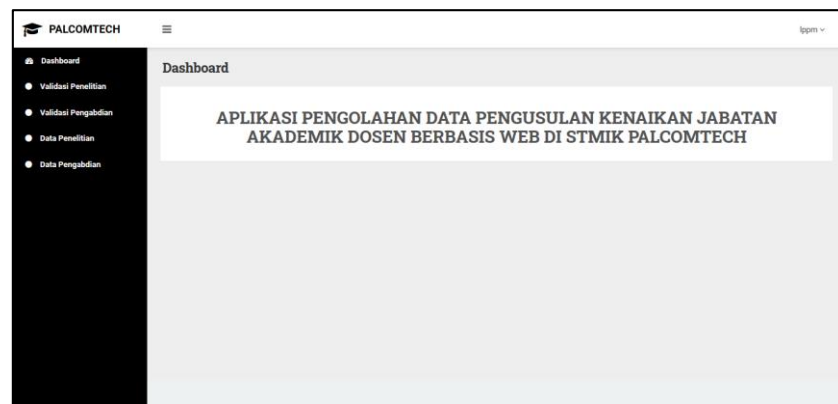 PALCOMTECH
lppm
Dashboard
Validasi Penelitian
Validasi Pengabdian
Data Penelitian
Data Pengabdian
Dashboard
APLIKASI PENGOLAHAN DATA PENGUSULAN KENAIKAN JABATAN
AKADEMIK DOSEN BERBASIS WEB DI STMIK PALCOMTECH